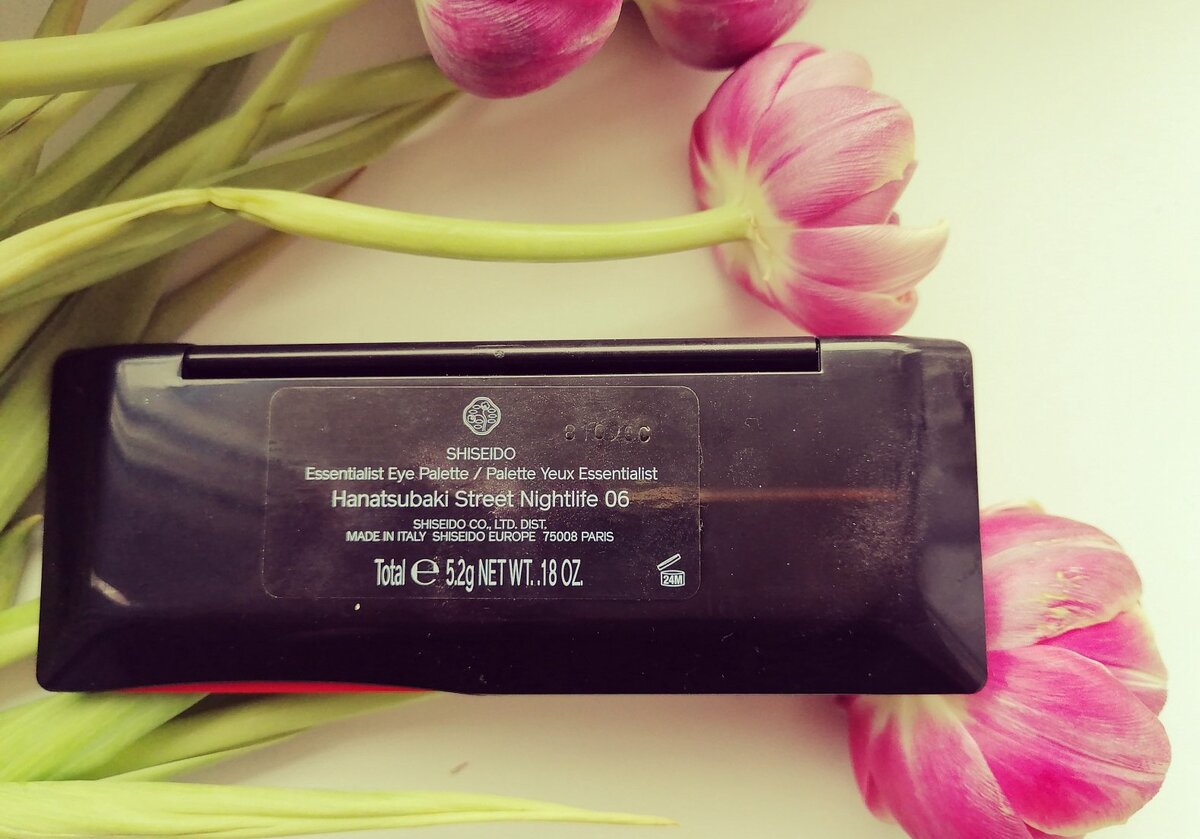 SHISEIDO
Essentialist Eye Palette / Palette Yeux Essentialist
Hanatsubaki Street Nightlife 06
SHISEIDO CO., LTD. DIST.
MADE IN ITALY SHISEIDO EUROPE 75008 PARIS
Total ℮ 5.2g NET WT. .18 OZ.
24M